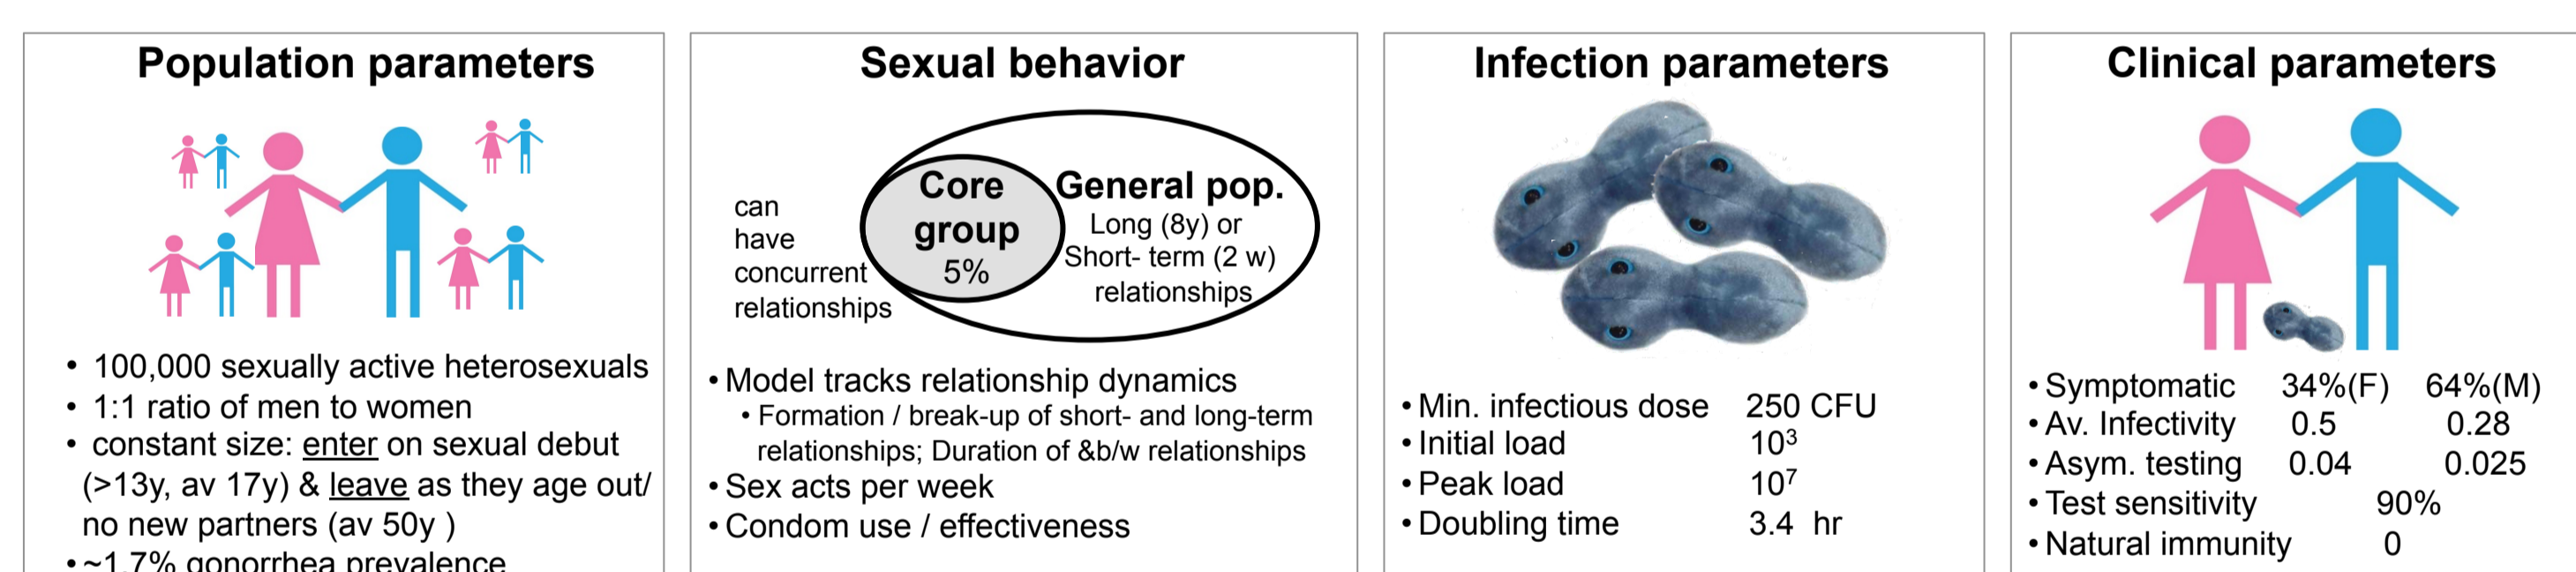 Population parameters
• 100,000 sexually active heterosexuals
• 1:1 ratio of men to women
• constant size: enter on sexual debut
(>13y, av 17y) & leave as they age out/
no new partners (av 50y )
• ~1.7% gonorrhea prevalence
Sexual behavior
can
have
concurrent
relationships
Core
group
5%
General pop.
Long (8y) or
Short- term (2 w)
relationships
• Model tracks relationship dynamics
• Formation / break-up of short- and long-term
relationships; Duration of &b/w relationships
• Sex acts per week
• Condom use / effectiveness
Infection parameters
• Min. infectious dose 250 CFU
• Initial load 10³
• Peak load 10⁷
• Doubling time 3.4 hr
Clinical parameters
• Symptomatic 34%(F) 64%(M)
• Av. Infectivity 0.5 0.28
• Asym. testing 0.04 0.025
• Test sensitivity 90%
• Natural immunity 0